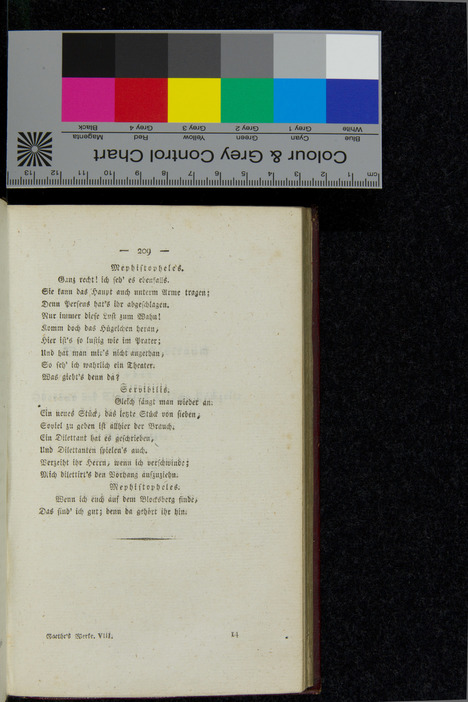 Black Grey 4 Grey 3 Grey 2 Grey 1 White
Magenta Red Yellow Green Cyan Blue
Colour & Grey Control Chart
13 12 11 10 9 8 7 6 5 4 3 2 1 cm
— 209 —
Mephistopheles.
Ganz recht! ich seh' es ebenfalls.
Sie kann das Haupt auch unterm Arme tragen;
Denn Perseus hat's ihr abgeschlagen.
Nur immer diese Lust zum Wahn!
Komm doch das Hügelchen heran,
Hier ist's so lustig wie im Prater;
Und hat man mir's nicht angethan,
So seh' ich wahrlich ein Theater.
Was giebt's denn da?
Servibilis.
Gleich fängt man wieder an.
Ein neues Stück, das letzte Stück von sieben,
Soviel zu geben ist allhier der Brauch.
Ein Dilettant hat es geschrieben,
Und Dilettanten spielen's auch.
Verzeiht ihr Herrn, wenn ich verschwinde;
Mich dilettirt's den Vorhang aufzuziehn.
Mephistopheles.
Wenn ich euch auf dem Blocksberg finde,
Das find' ich gut; denn da gehört ihr hin.
Goethe's Werke. VIII. 14